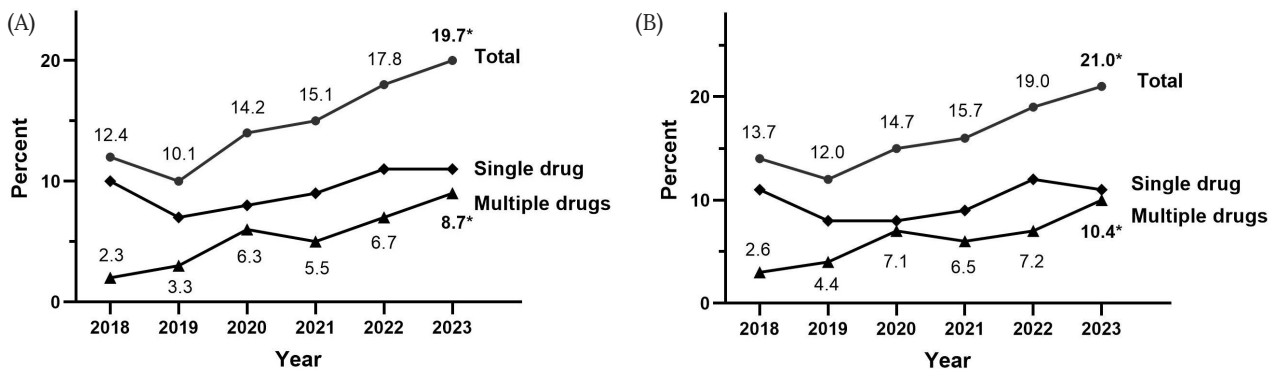 (A)
Percent
20
10
0
12.4
10.1
14.2
15.1
17.8
19.7*
Total
Single drug
Multiple drugs
8.7*
2.3
3.3
6.3
5.5
6.7
2018 2019 2020 2021 2022 2023
Year
(B)
Percent
20
10
0
13.7
12.0
14.7
15.7
19.0
21.0*
Total
Single drug
Multiple drugs
10.4*
2.6
4.4
7.1
6.5
7.2
2018 2019 2020 2021 2022 2023
Year